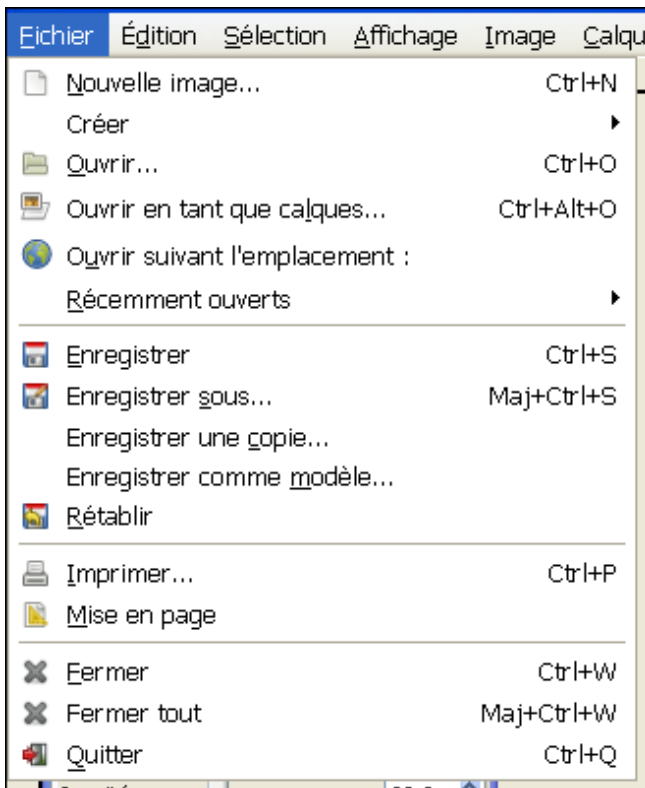 Fichier Édition Sélection Affichage Image Calqu
Nouvelle image... Ctrl+N
Créer
Ouvrir... Ctrl+O
Ouvrir en tant que calques... Ctrl+Alt+O
Ouvrir suivant l'emplacement :
Récemment ouverts
Enregistrer Ctrl+S
Enregistrer sous... Maj+Ctrl+S
Enregistrer une copie...
Enregistrer comme modèle...
Rétablir
Imprimer... Ctrl+P
Mise en page
Fermer Ctrl+W
Fermer tout Maj+Ctrl+W
Quitter Ctrl+Q